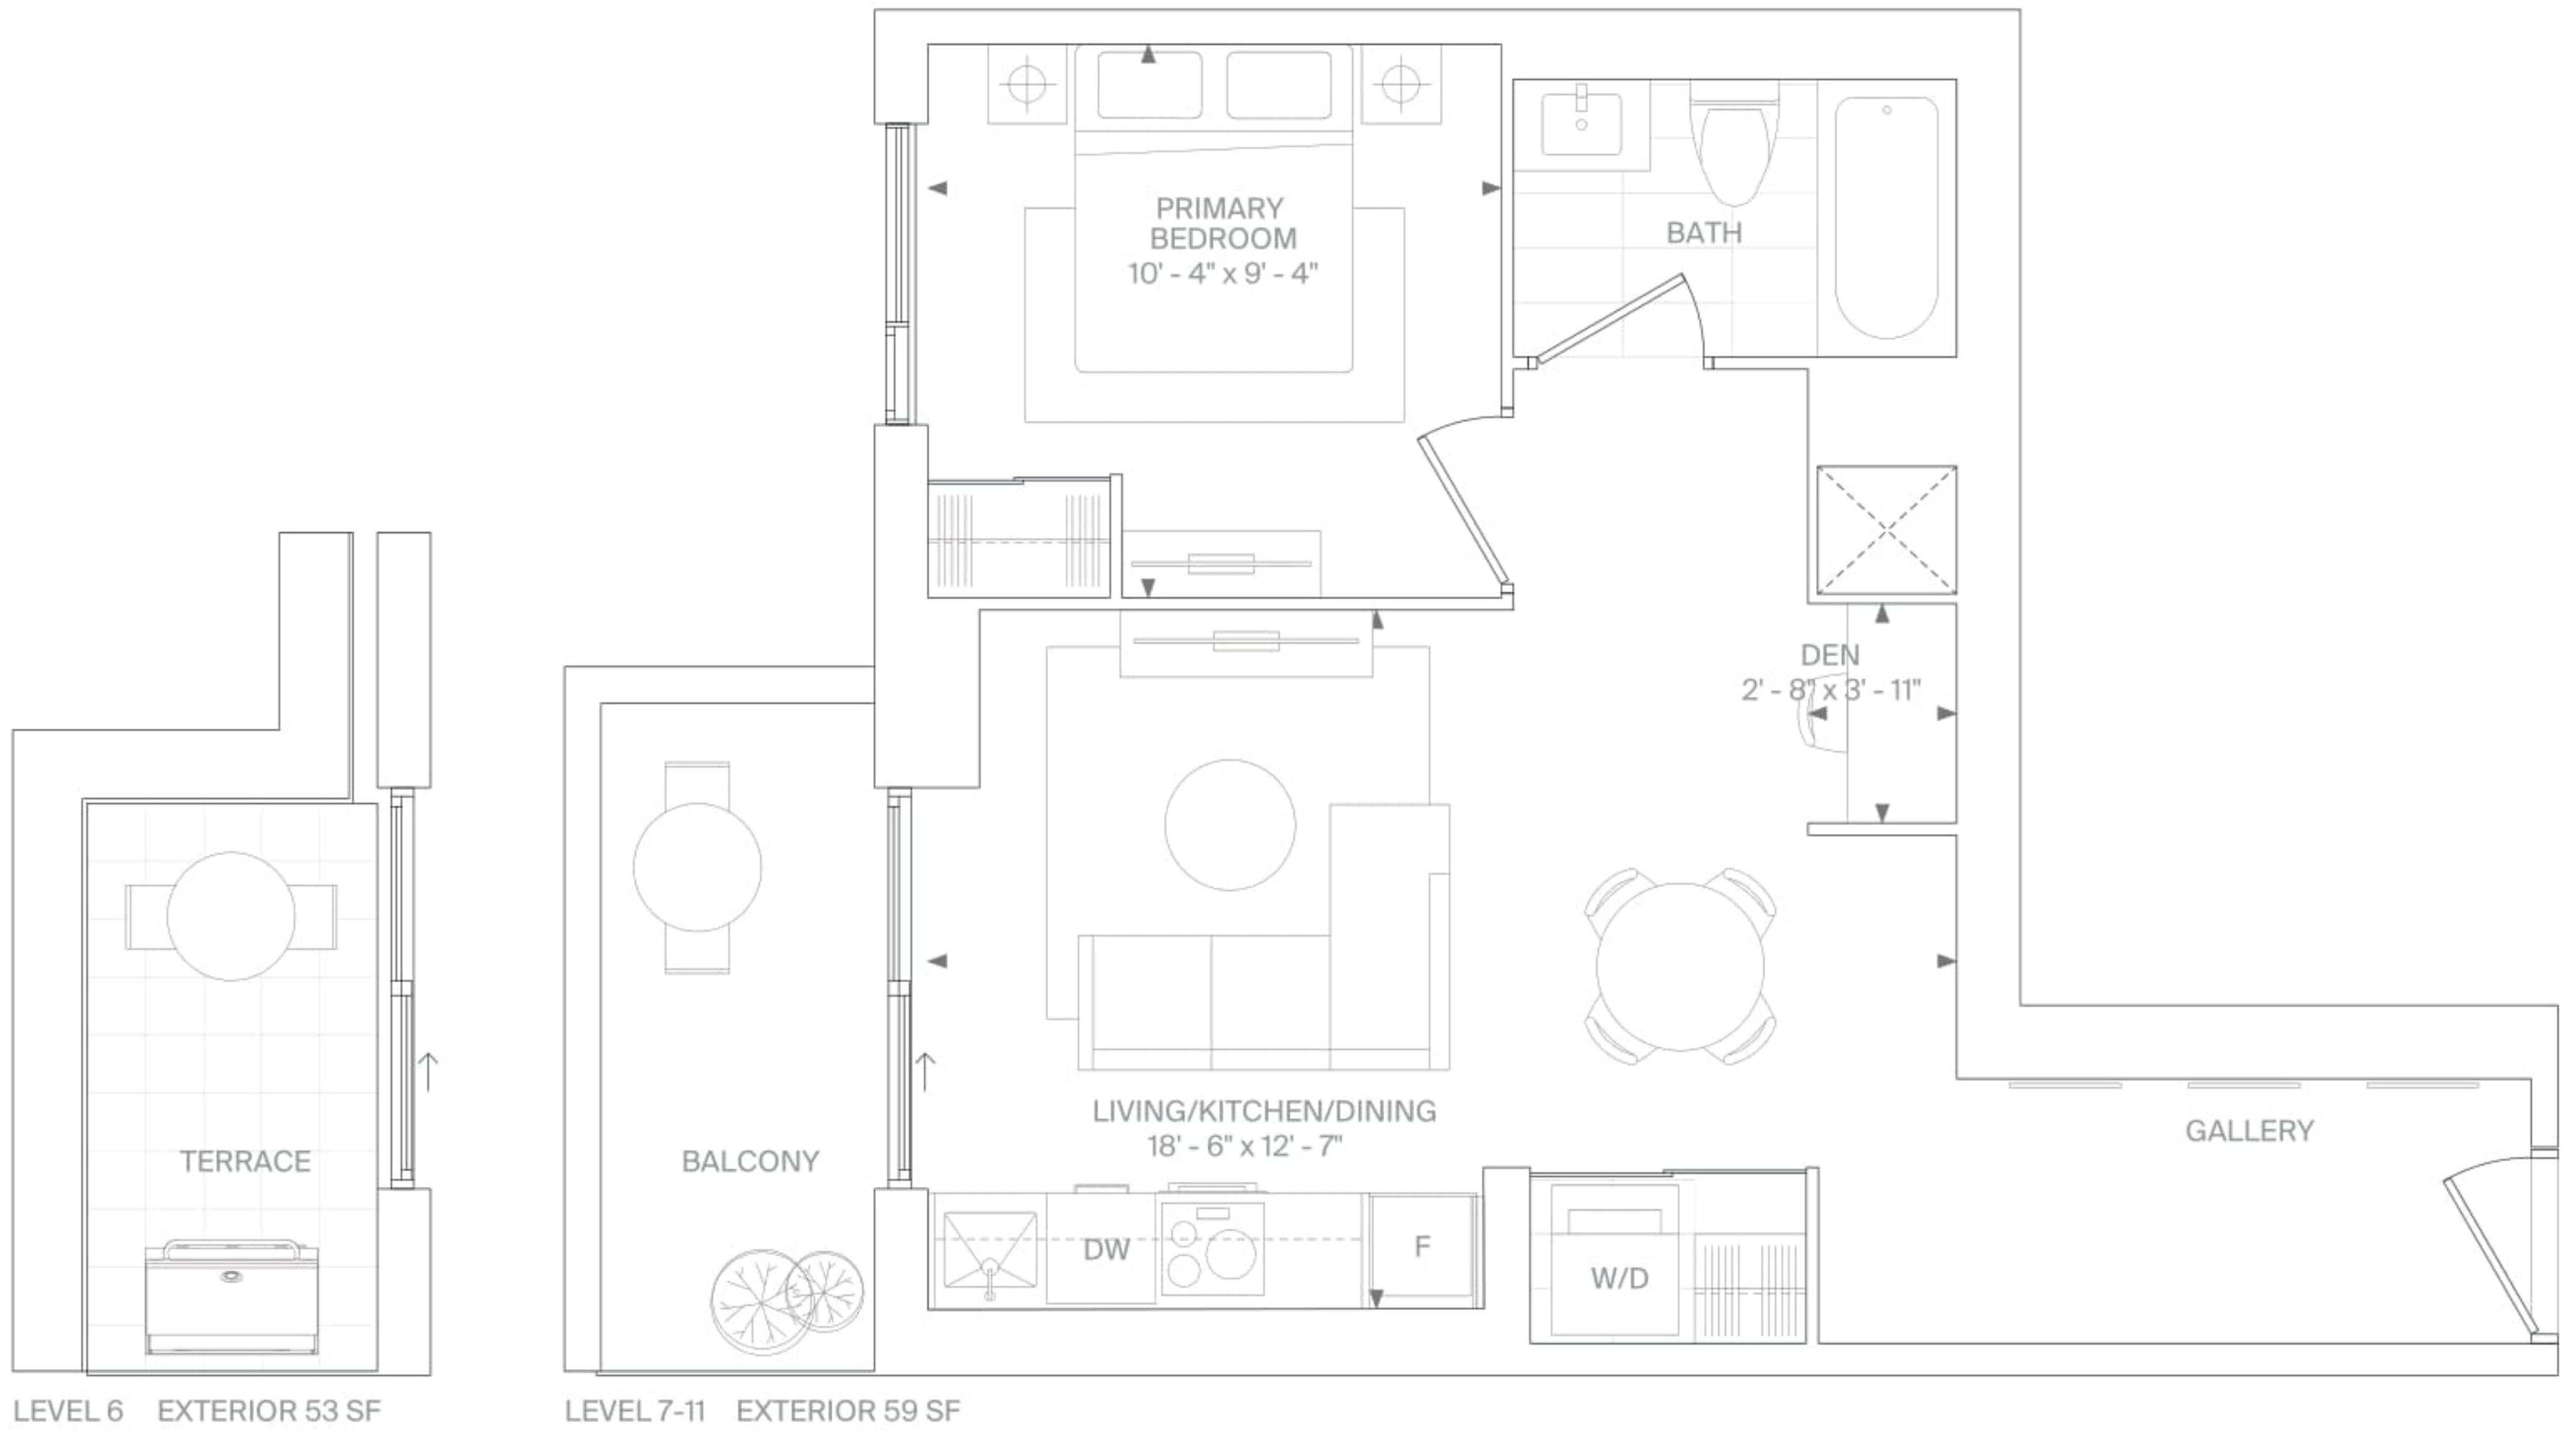 PRIMARY
BEDROOM
10' - 4" x 9' - 4"
BATH
DEN
2' - 8" x 3' - 11"
LIVING/KITCHEN/DINING
18' - 6" x 12' - 7"
GALLERY
TERRACE
BALCONY
DW
F
W/D
LEVEL 6 EXTERIOR 53 SF
LEVEL 7-11 EXTERIOR 59 SF